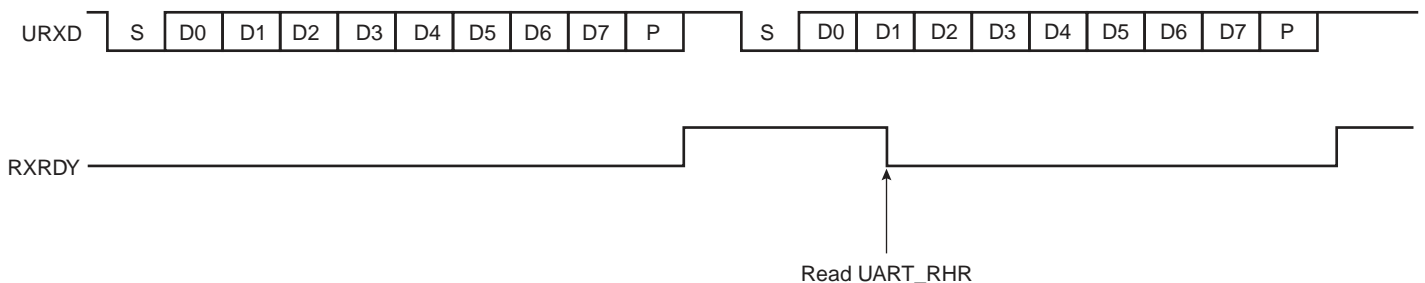 URXD S D0 D1 D2 D3 D4 D5 D6 D7 P S D0 D1 D2 D3 D4 D5 D6 D7 P
RXRDY
Read UART_RHR